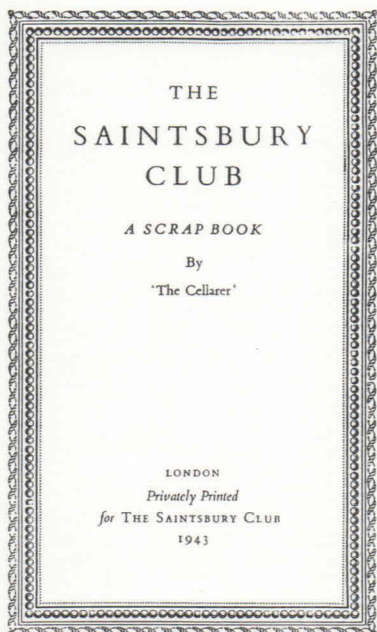 THE
SAINTSBURY
CLUB
A SCRAP BOOK
By
'The Cellarer'
LONDON
Privately Printed
for THE SAINTSBURY CLUB
1943